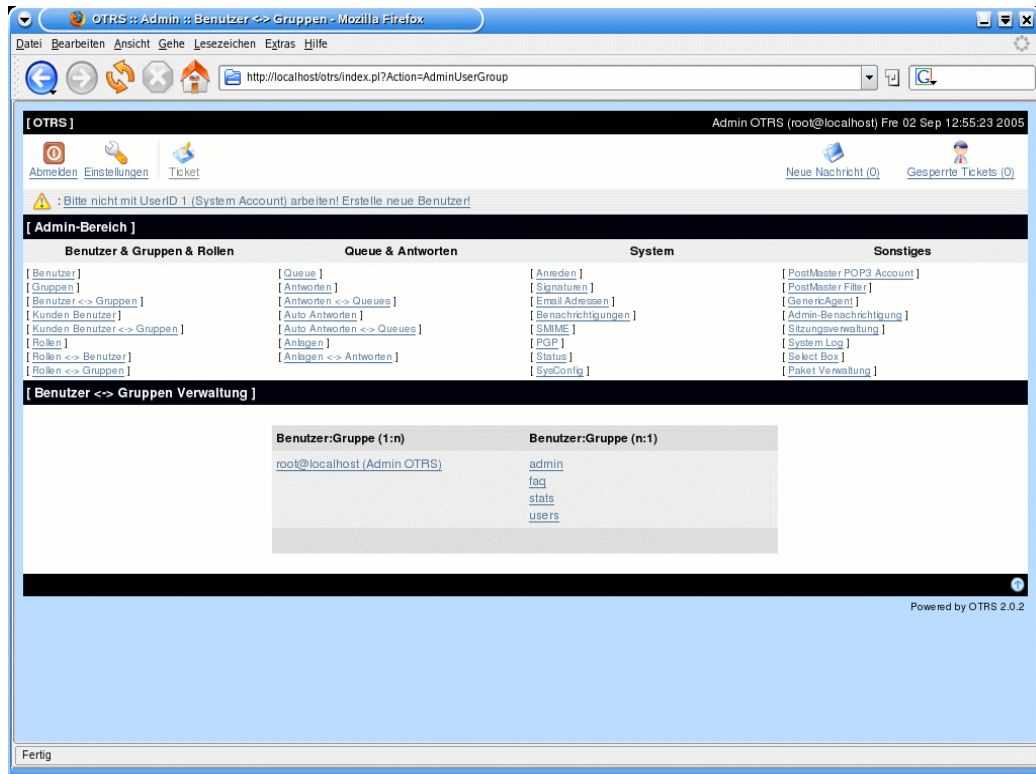 OTRS :: Admin :: Benutzer <-> Gruppen - Mozilla Firefox
Datei Bearbeiten Ansicht Gehe Lesezeichen Extras Hilfe
http://localhost/otrs/index.pl?Action=AdminUserGroup
G
[ OTRS ] Admin OTRS (root@localhost) Fre 02 Sep 12:55:23 2005
Abmelden Einstellungen Ticket Neue Nachricht (0) Gesperrte Tickets (0)
: Bitte nicht mit UserID 1 (System Account) arbeiten! Erstelle neue Benutzer!
[ Admin-Bereich ]
Benutzer & Gruppen & Rollen Queue & Antworten System Sonstiges
[ Benutzer ] [ Queue ] [ Anreden ] [ PostMaster POP3 Account ]
[ Gruppen ] [ Antworten ] [ Signaturen ] [ PostMaster Filter ]
[ Benutzer <-> Gruppen ] [ Antworten <-> Queues ] [ Email Adressen ] [ GenericAgent ]
[ Kunden Benutzer ] [ Auto Antworten ] [ Benachrichtigungen ] [ Admin-Benachrichtigung ]
[ Kunden Benutzer <-> Gruppen ] [ Auto Antworten <-> Queues ] [ SMIME ] [ Sitzungsverwaltung ]
[ Rollen ] [ Anlagen ] [ PGP ] [ System Log ]
[ Rollen <-> Benutzer ] [ Anlagen <-> Antworten ] [ Status ] [ Select Box ]
[ Rollen <-> Gruppen ] [ SysConfig ] [ Paket Verwaltung ]
[ Benutzer <-> Gruppen Verwaltung ]
Benutzer:Gruppe (1:n) Benutzer:Gruppe (n:1)
root@localhost (Admin OTRS) admin
faq
stats
users
Powered by OTRS 2.0.2
Fertig